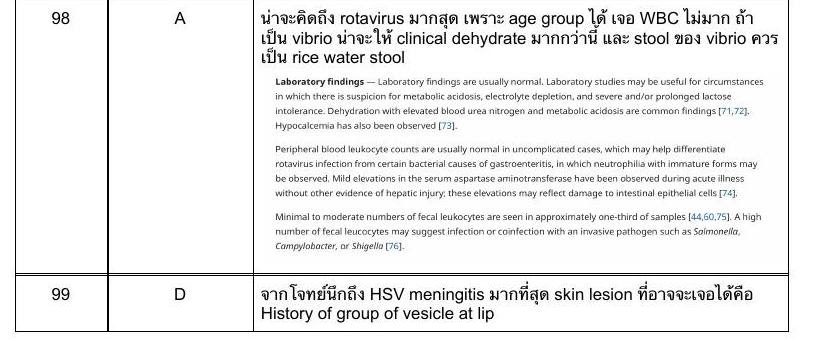 98 A น่าจะคิดถึง rotavirus มากสุด เพราะ age group ได้ เจอ WBC ไม่มาก ถ้า
เป็น vibrio น่าจะให้ clinical dehydrate มากกว่านี้ และ stool ของ vibrio ควร
เป็น rice water stool
Laboratory findings — Laboratory findings are usually normal. Laboratory studies may be useful for circumstances
in which there is suspicion for metabolic acidosis, electrolyte depletion, and severe and/or prolonged lactose
intolerance. Dehydration with elevated blood urea nitrogen and metabolic acidosis are common findings [71,72].
Hypocalcemia has also been observed [73].
Peripheral blood leukocyte counts are usually normal in uncomplicated cases, which may help differentiate
rotavirus infection from certain bacterial causes of gastroenteritis, in which neutrophilia with immature forms may
be observed. Mild elevations in the serum aspartase aminotransferase have been observed during acute illness
without other evidence of hepatic injury; these elevations may reflect damage to intestinal epithelial cells [74].
Minimal to moderate numbers of fecal leukocytes are seen in approximately one-third of samples [44,60,75]. A high
number of fecal leucocytes may suggest infection or coinfection with an invasive pathogen such as Salmonella,
Campylobacter, or Shigella [76].
99 D จากโจทย์นึกถึง HSV meningitis มากที่สุด skin lesion ที่อาจจะเจอได้คือ
History of group of vesicle at lip